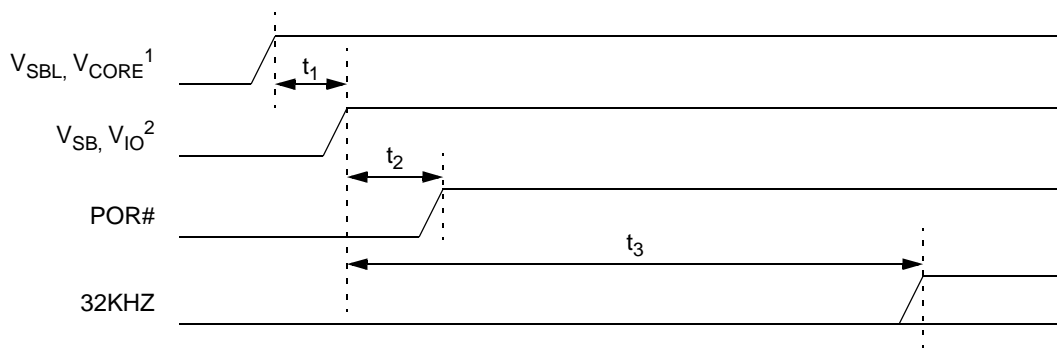 V_SBL, V_CORE^1
t_1
V_SB, V_IO^2
t_2
POR#
t_3
32KHZ